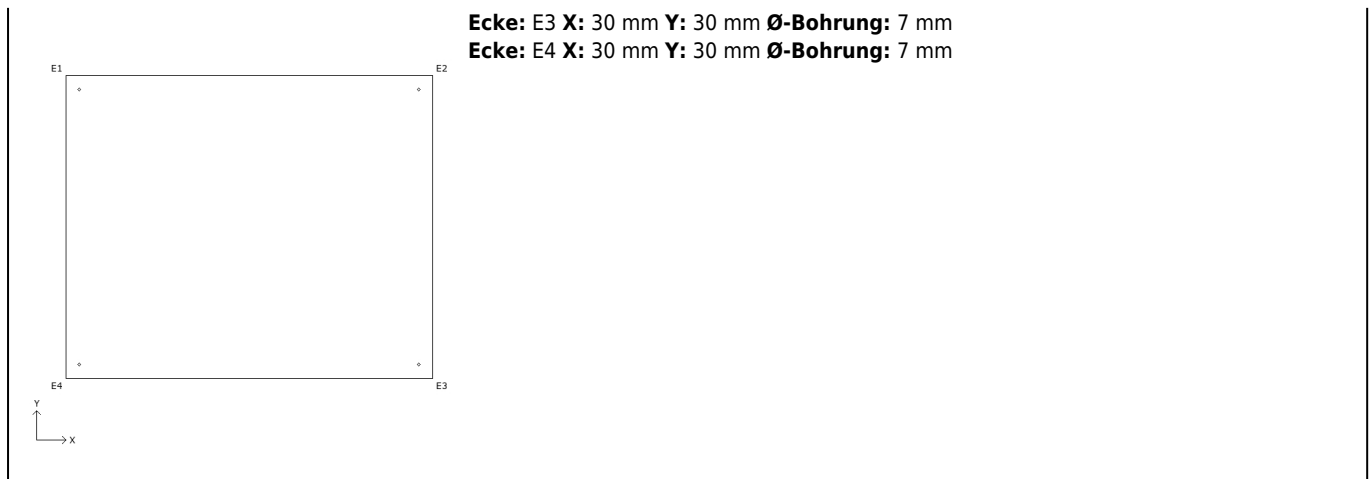 Ecke: E3 X: 30 mm Y: 30 mm Ø-Bohrung: 7 mm
Ecke: E4 X: 30 mm Y: 30 mm Ø-Bohrung: 7 mm
E1
E2
E4
E3
Y
X